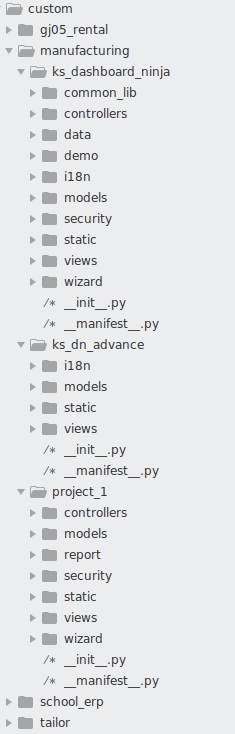 custom
gj05_rental
manufacturing
ks_dashboard_ninja
common_lib
controllers
data
demo
i18n
models
security
static
views
wizard
/* __init__.py
/* __manifest__.py
ks_dn_advance
i18n
models
static
views
/* __init__.py
/* __manifest__.py
project_1
controllers
models
report
security
static
views
wizard
/* __init__.py
/* __manifest__.py
school_erp
tailor